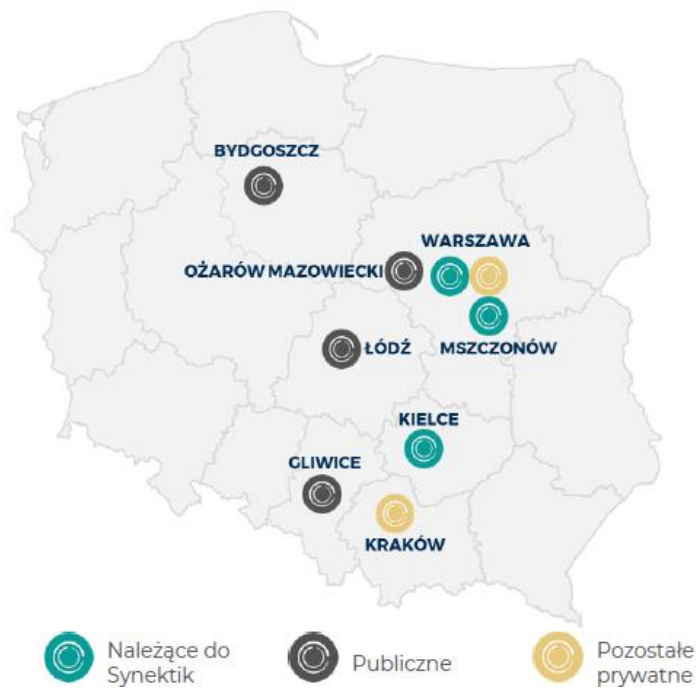 BYDGOSZCZ
WARSZAWA
OŻARÓW MAZOWIECKI
ŁÓDŹ
MSZCZONÓW
KIELCE
GLIWICE
KRAKÓW
Należące do
Synektik
Publiczne
Pozostałe
prywatne